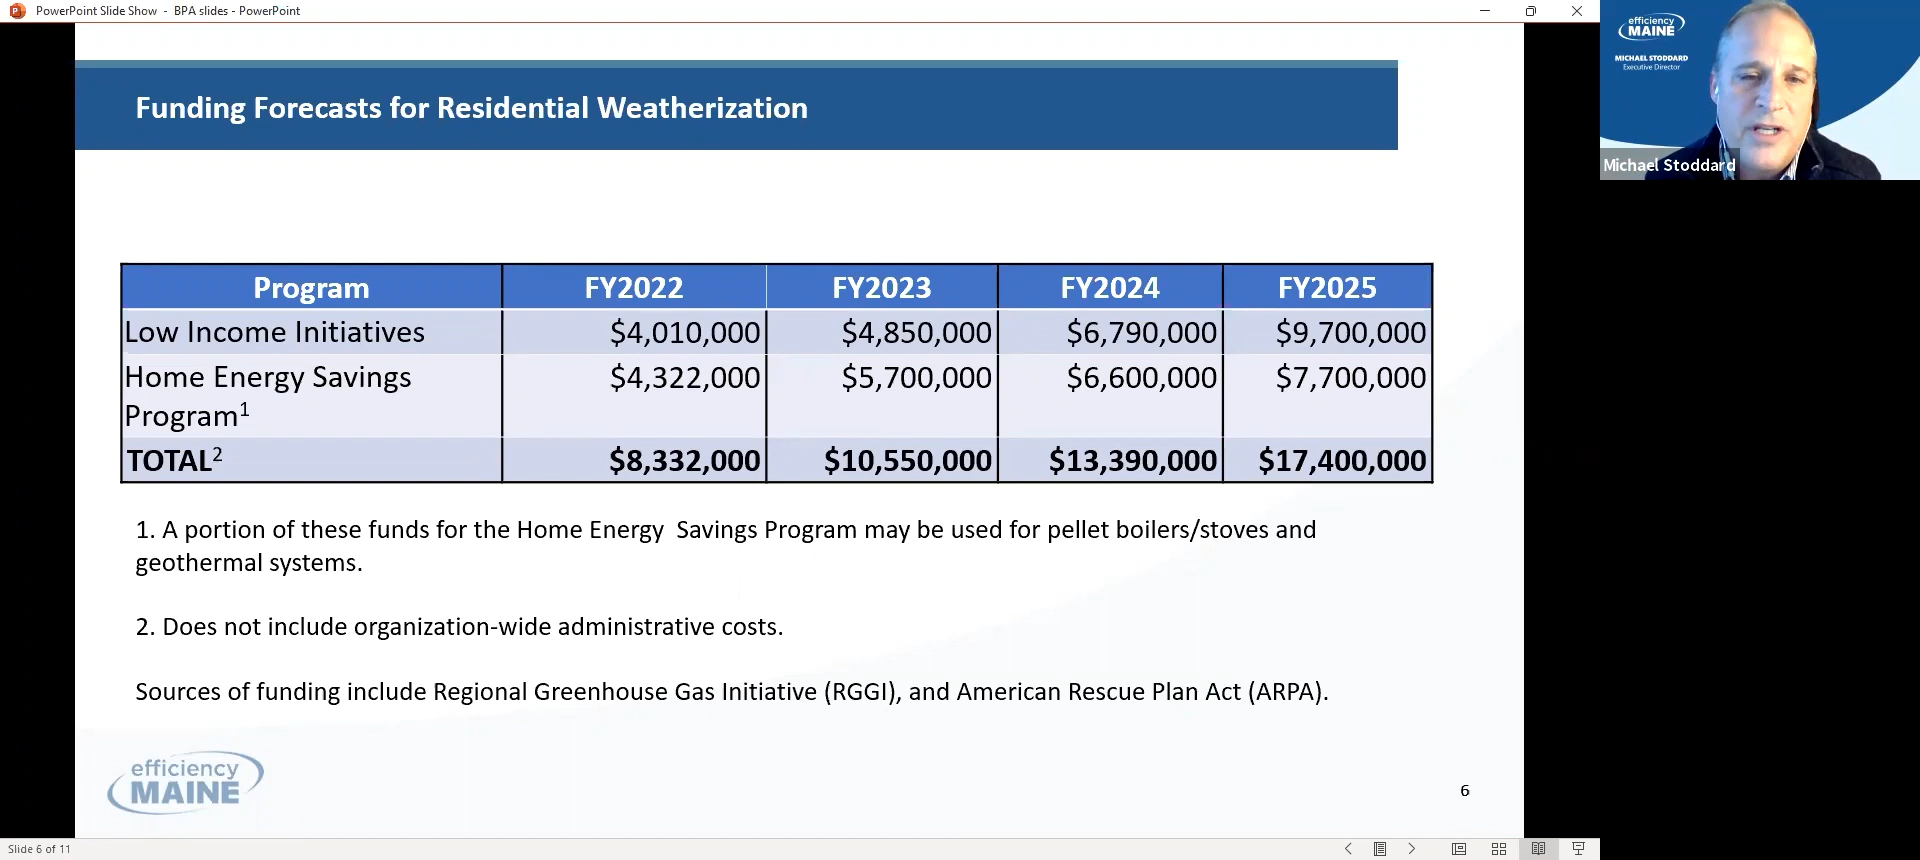 PowerPoint Slide Show - BPA slides - PowerPoint
efficiency
MAINE
MICHAEL STODDARD
Executive Director
Michael Stoddard
Funding Forecasts for Residential Weatherization
Program FY2022 FY2023 FY2024 FY2025
Low Income Initiatives $4,010,000 $4,850,000 $6,790,000 $9,700,000
Home Energy Savings $4,322,000 $5,700,000 $6,600,000 $7,700,000
Program1
TOTAL2 $8,332,000 $10,550,000 $13,390,000 $17,400,000
1. A portion of these funds for the Home Energy  Savings Program may be used for pellet boilers/stoves and
geothermal systems.
2. Does not include organization-wide administrative costs.
Sources of funding include Regional Greenhouse Gas Initiative (RGGI), and American Rescue Plan Act (ARPA).
efficiency
MAINE
6
Slide 6 of 11